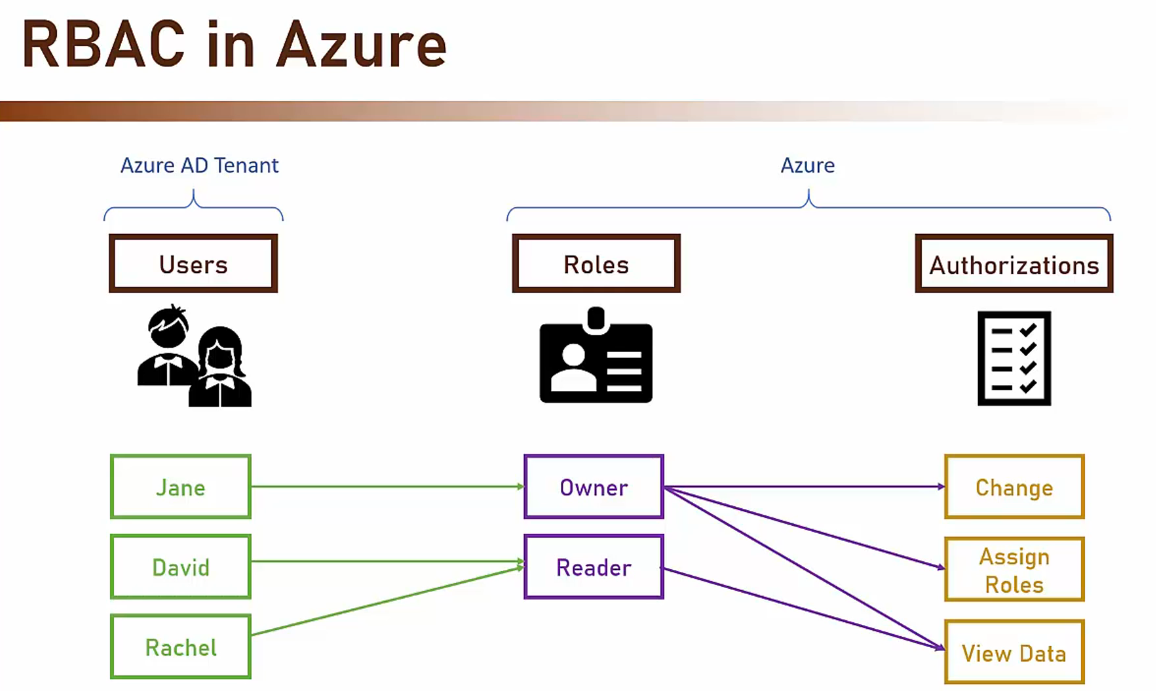 RBAC in Azure
Azure AD Tenant
Azure
Users
Roles
Authorizations
Jane
Owner
Change
David
Reader
Assign
Roles
Rachel
View Data